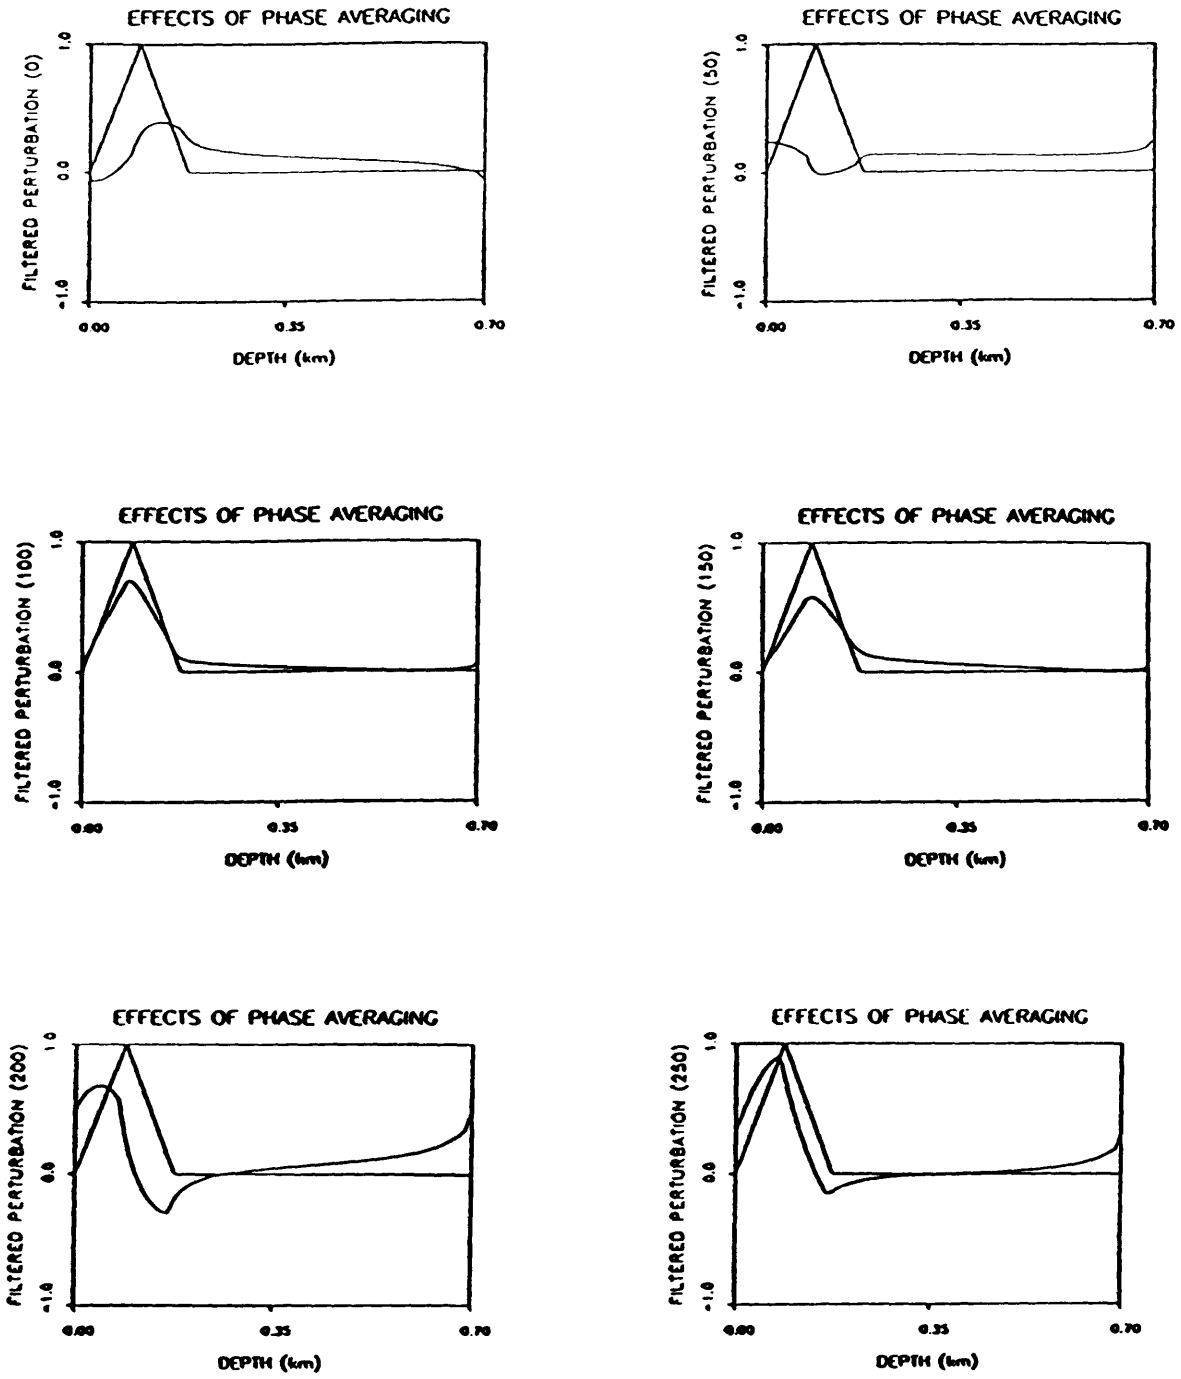 EFFECTS OF PHASE AVERAGING
FILTERED PERTURBATION (0)
1.0
0.0
-1.0
0.00
0.35
0.70
DEPTH (km)
EFFECTS OF PHASE AVERAGING
FILTERED PERTURBATION (50)
1.0
0.0
-1.0
0.00
0.35
0.70
DEPTH (km)
EFFECTS OF PHASE AVERAGING
FILTERED PERTURBATION (100)
1.0
0.0
-1.0
0.00
0.35
0.70
DEPTH (km)
EFFECTS OF PHASE AVERAGING
FILTERED PERTURBATION (150)
1.0
0.0
-1.0
0.00
0.35
0.70
DEPTH (km)
EFFECTS OF PHASE AVERAGING
FILTERED PERTURBATION (200)
1.0
0.0
-1.0
0.00
0.35
0.70
DEPTH (km)
EFFECTS OF PHASE AVERAGING
FILTERED PERTURBATION (250)
1.0
0.0
-1.0
0.00
0.35
0.70
DEPTH (km)